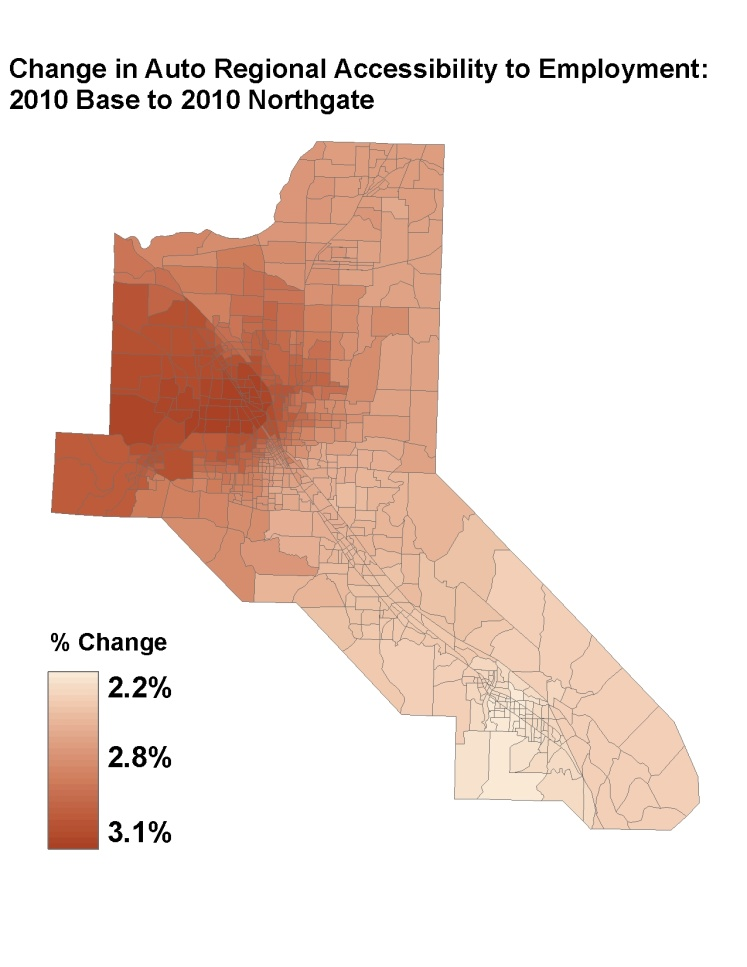 Change in Auto Regional Accessibility to Employment:
2010 Base to 2010 Northgate
% Change
2.2%
2.8%
3.1%